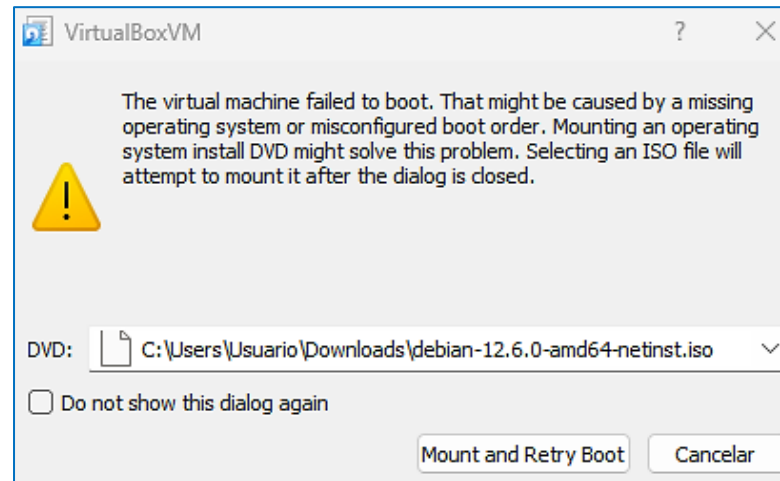 VirtualBoxVM
The virtual machine failed to boot. That might be caused by a missing
operating system or misconfigured boot order. Mounting an operating
system install DVD might solve this problem. Selecting an ISO file will
attempt to mount it after the dialog is closed.
DVD: C:\Users\Usuario\Downloads\debian-12.6.0-amd64-netinst.iso
Do not show this dialog again
Mount and Retry Boot Cancelar